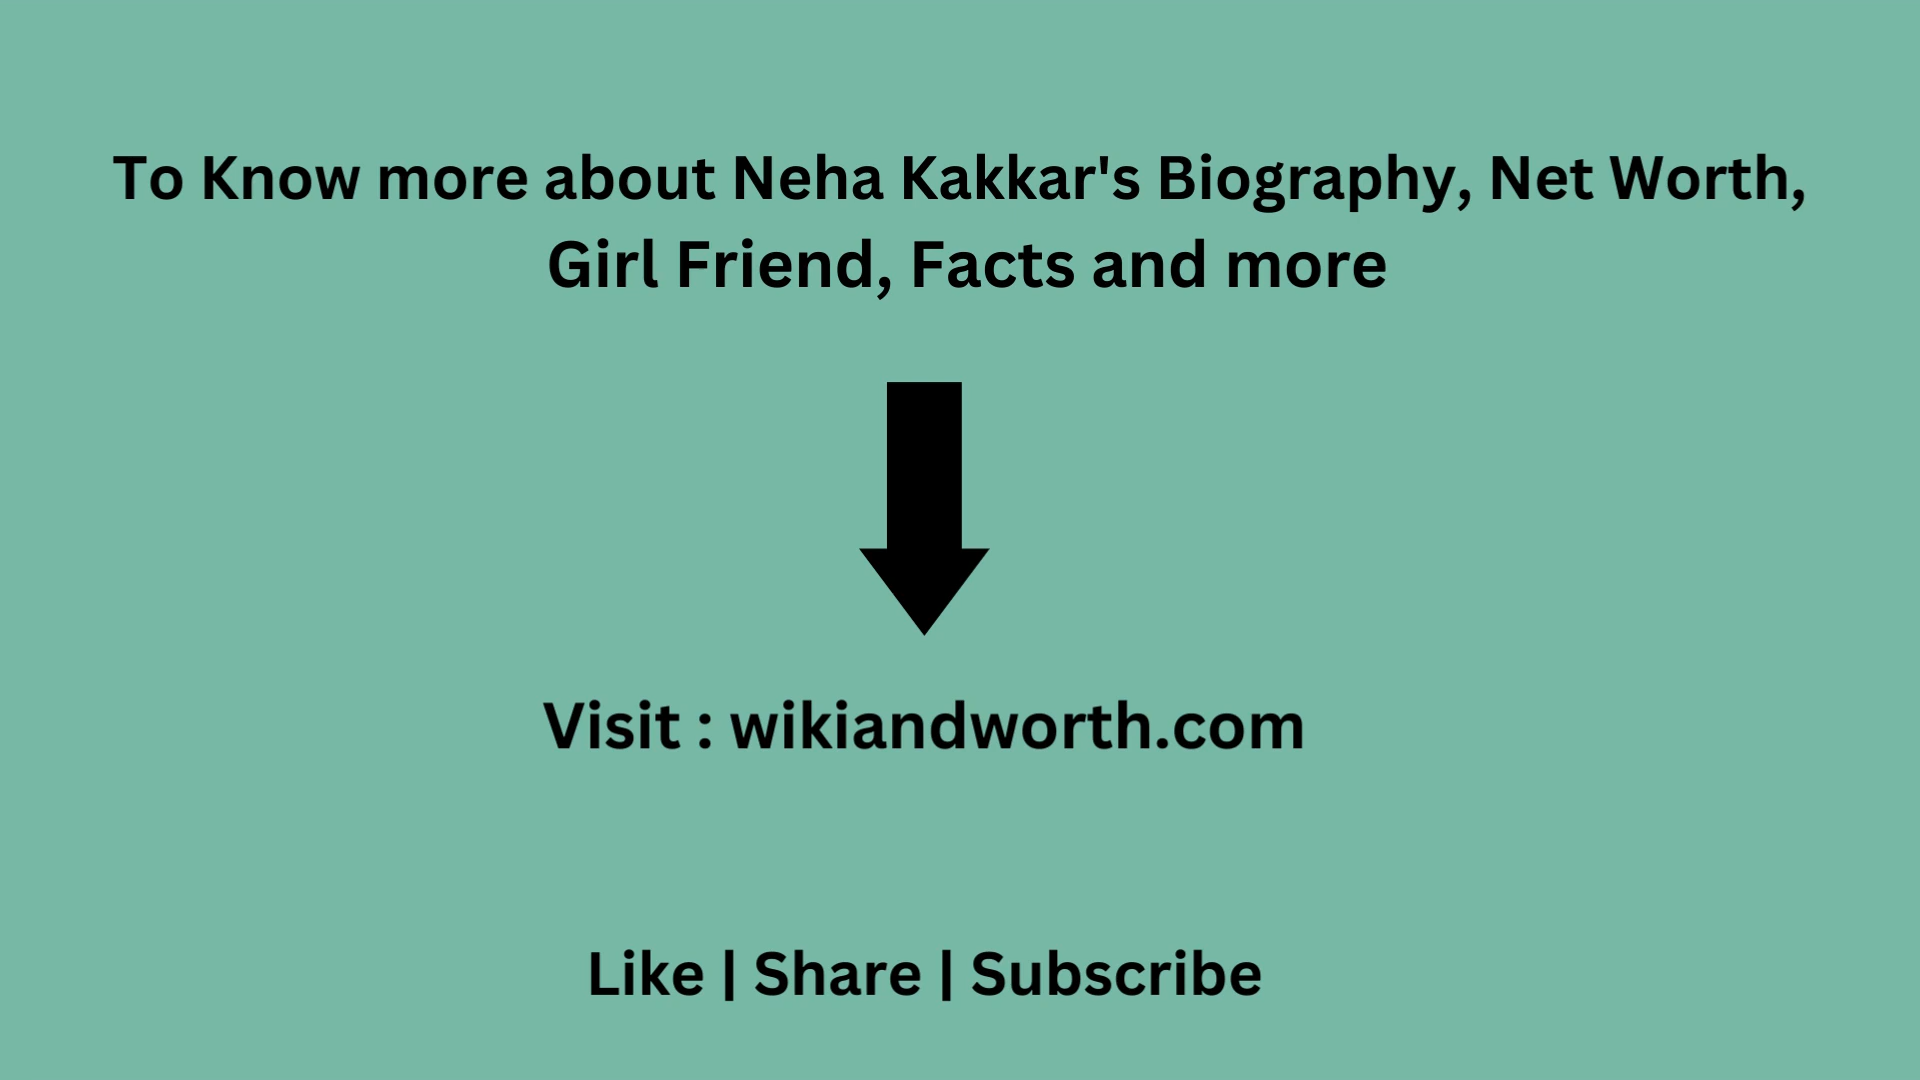 To Know more about Neha Kakkar's Biography, Net Worth,
Girl Friend, Facts and more
Visit : wikiandworth.com
Like | Share | Subscribe